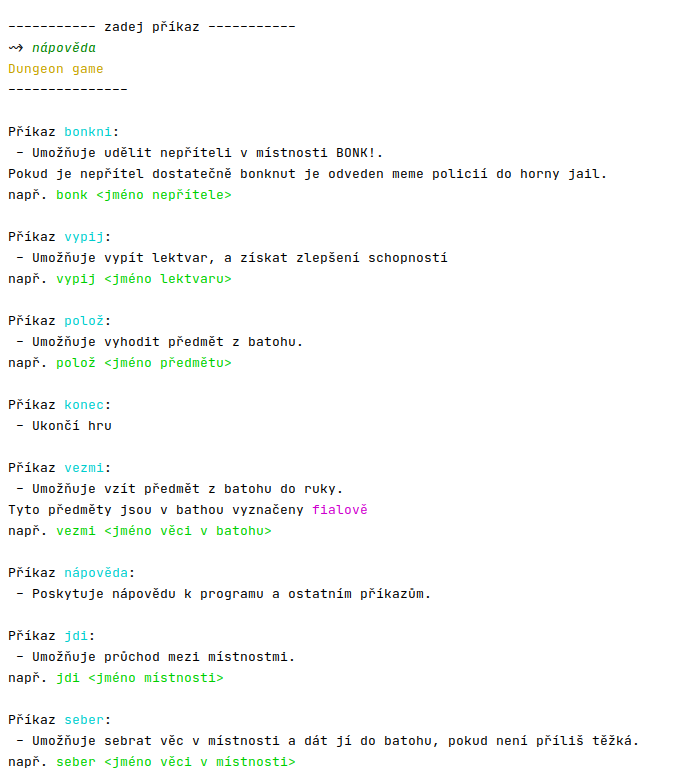 ----------- zadej příkaz -----------
⇝ nápověda
Dungeon game
---------------
Příkaz bonkni:
– Umožňuje udělit nepříteli v místnosti BONK!.
Pokud je nepřítel dostatečně bonknut je odveden meme policií do horny jail.
např. bonk <jméno nepřítele>
Příkaz vypij:
– Umožňuje vypít lektvar, a získat zlepšení schopností
např. vypij <jméno lektvaru>
Příkaz polož:
– Umožňuje vyhodit předmět z batohu.
např. polož <jméno předmětu>
Příkaz konec:
– Ukončí hru
Příkaz vezmi:
– Umožňuje vzít předmět z batohu do ruky.
Tyto předměty jsou v bathou vyznačeny fialově
např. vezmi <jméno věci v batohu>
Příkaz nápověda:
– Poskytuje nápovědu k programu a ostatním příkazům.
Příkaz jdi:
– Umožňuje průchod mezi místnostmi.
např. jdi <jméno místnosti>
Příkaz seber:
– Umožňuje sebrat věc v místnosti a dát jí do batohu, pokud není příliš těžká.
např. seber <jméno věci v místnosti>